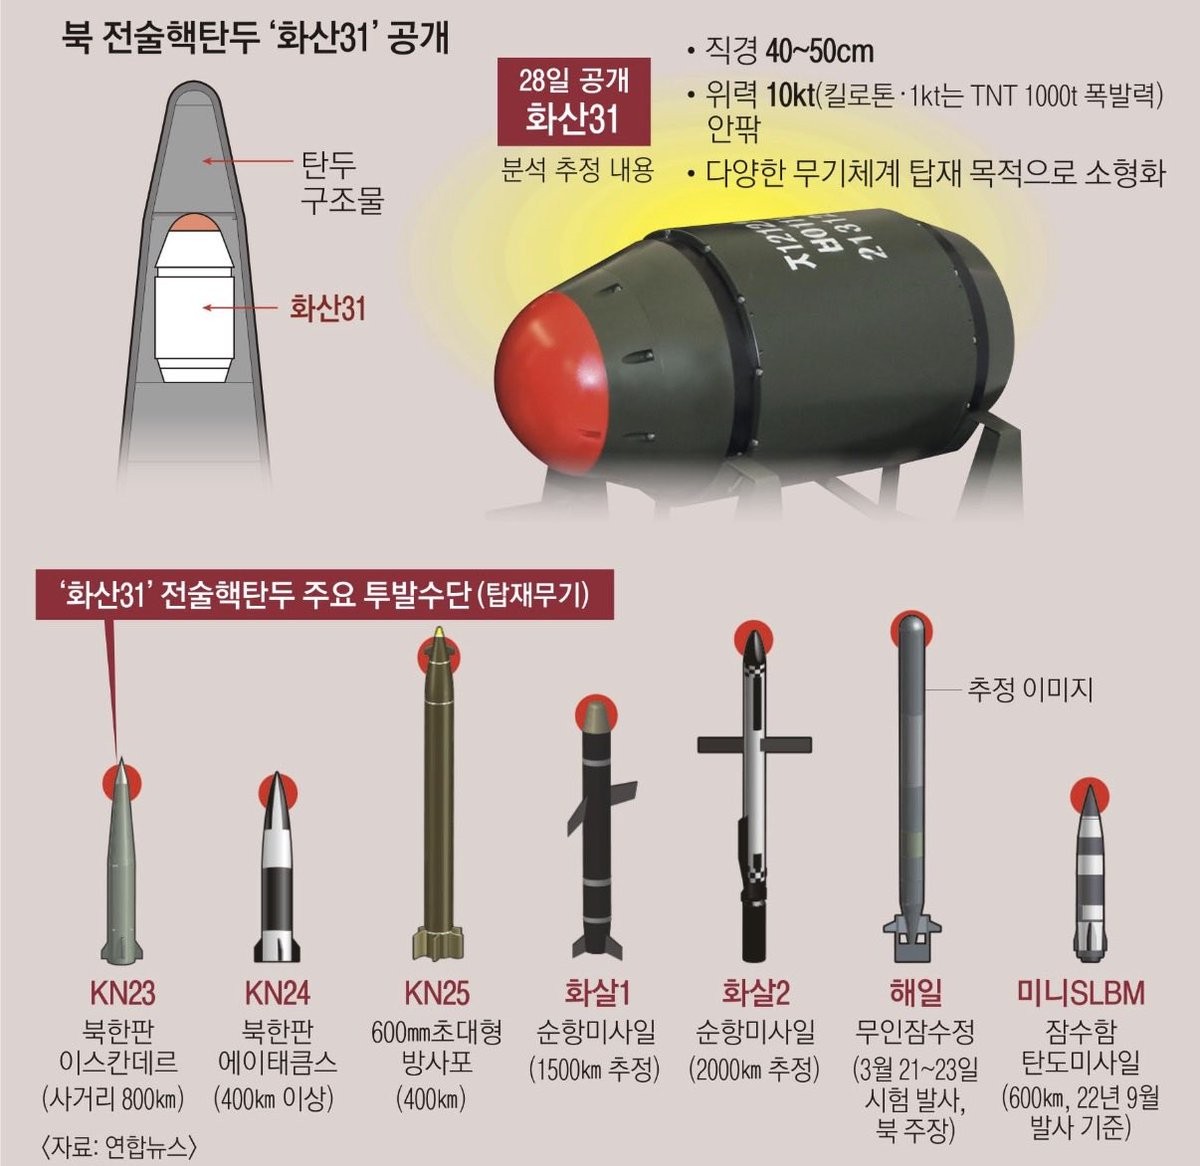 북 전술핵탄두 ‘화산31’ 공개
탄두
구조물
화산31
28일 공개
화산31
분석 추정 내용
• 직경 40~50cm
• 위력 10kt(킬로톤·1kt는 TNT 1000t 폭발력)
안팎
• 다양한 무기체계 탑재 목적으로 소형화
‘화산31’ 전술핵탄두 주요 투발수단(탑재무기)
추정 이미지
KN23
북한판
이스칸데르
(사거리 800㎞)
KN24
북한판
에이태큼스
(400㎞ 이상)
KN25
600㎜초대형
방사포
(400㎞)
화살1
순항미사일
(1500㎞ 추정)
화살2
순항미사일
(2000㎞ 추정)
해일
무인잠수정
(3월 21~23일
시험 발사,
북 주장)
미니SLBM
잠수함
탄도미사일
(600㎞, 22년 9월
발사 기준)
〈자료: 연합뉴스〉